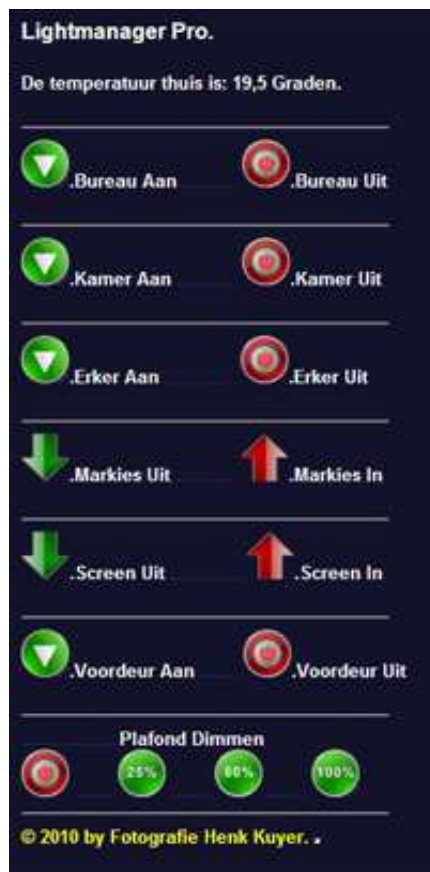 Lightmanager Pro.
De temperatuur thuis is: 19,5 Graden.
.Bureau Aan .Bureau Uit
.Kamer Aan .Kamer Uit
.Erker Aan .Erker Uit
.Markies Uit .Markies In
.Screen Uit .Screen In
.Voordeur Aan .Voordeur Uit
Plafond Dimmen
25% 60% 100%
© 2010 by Fotografie Henk Kuyer. .